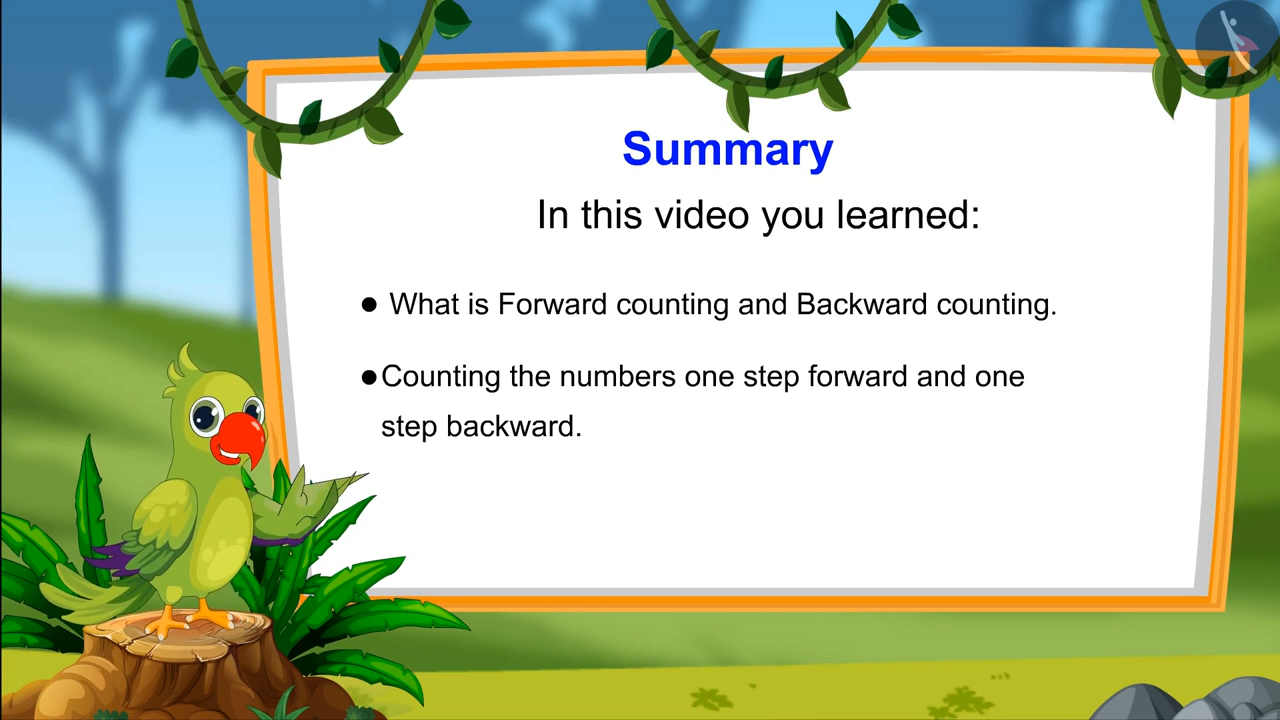 Summary
In this video you learned:
● What is Forward counting and Backward counting.
● Counting the numbers one step forward and one
step backward.